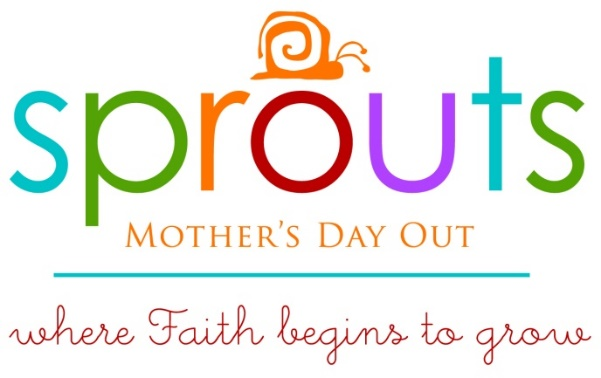 sprouts
Mother's Day Out
where Faith begins to grow